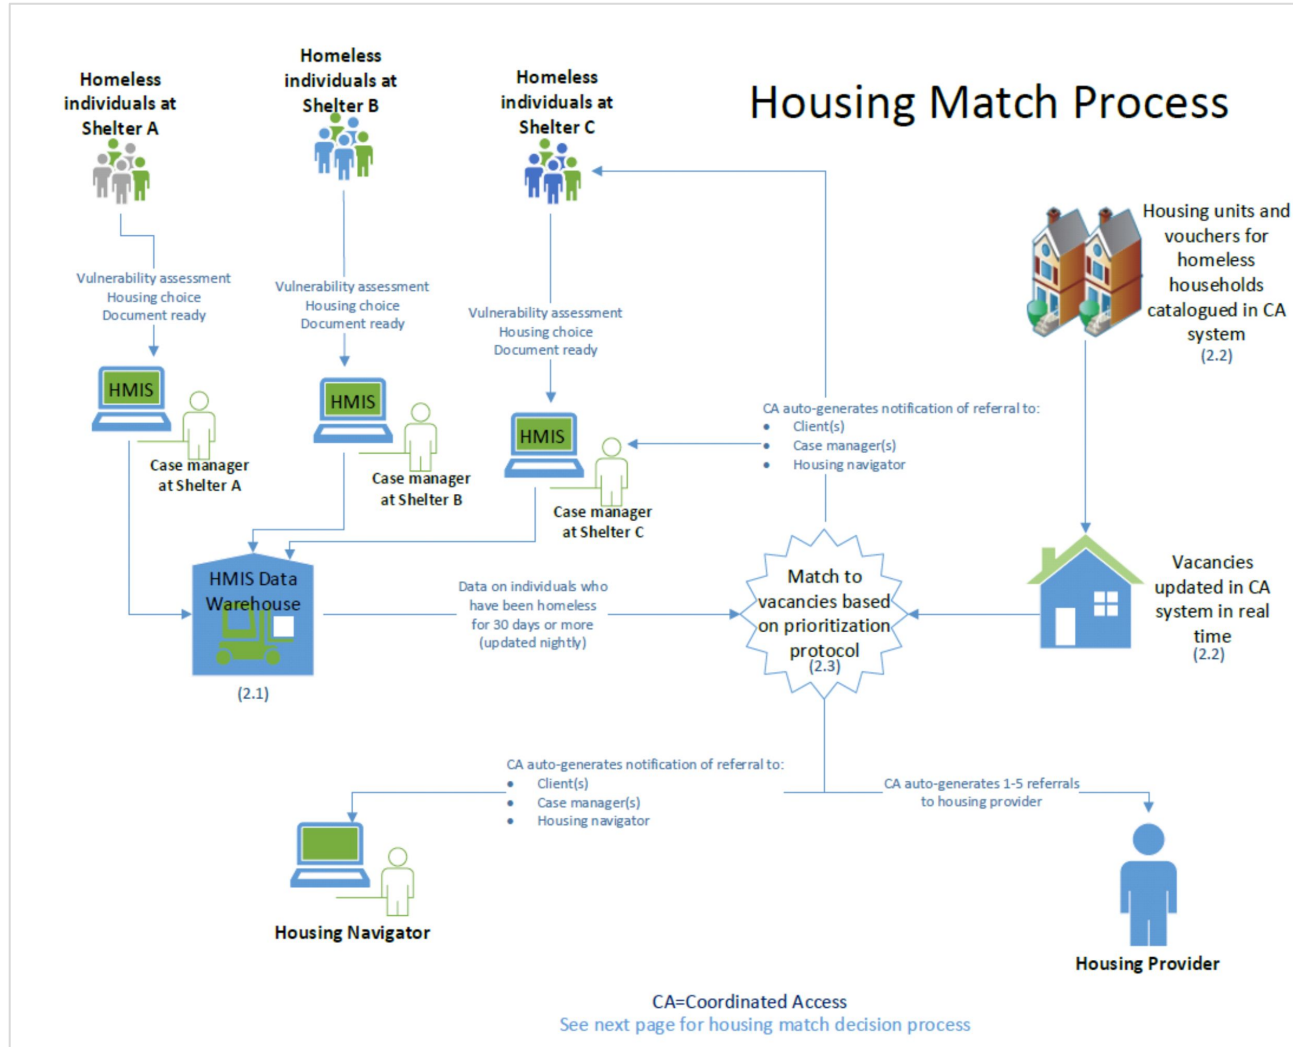 Housing Match Process
Homeless
individuals at
Shelter A
Homeless
individuals at
Shelter B
Homeless
individuals at
Shelter C
Vulnerability assessment
Housing choice
Document ready
Vulnerability assessment
Housing choice
Document ready
Vulnerability assessment
Housing choice
Document ready
Housing units and
vouchers for
homeless
households
catalogued in CA
system
(2.2)
HMIS
Case manager
at Shelter A
HMIS
Case manager
at Shelter B
HMIS
Case manager
at Shelter C
CA auto-generates notification of referral to:
● Client(s)
● Case manager(s)
● Housing navigator
HMIS Data
Warehouse
(2.1)
Data on individuals who
have been homeless
for 30 days or more
(updated nightly)
Match to
vacancies based
on prioritization
protocol
(2.3)
Vacancies
updated in CA
system in real
time
(2.2)
CA auto-generates notification of referral to:
● Client(s)
● Case manager(s)
● Housing navigator
CA auto-generates 1-5 referrals
to housing provider
Housing Navigator
Housing Provider
CA=Coordinated Access
See next page for housing match decision process